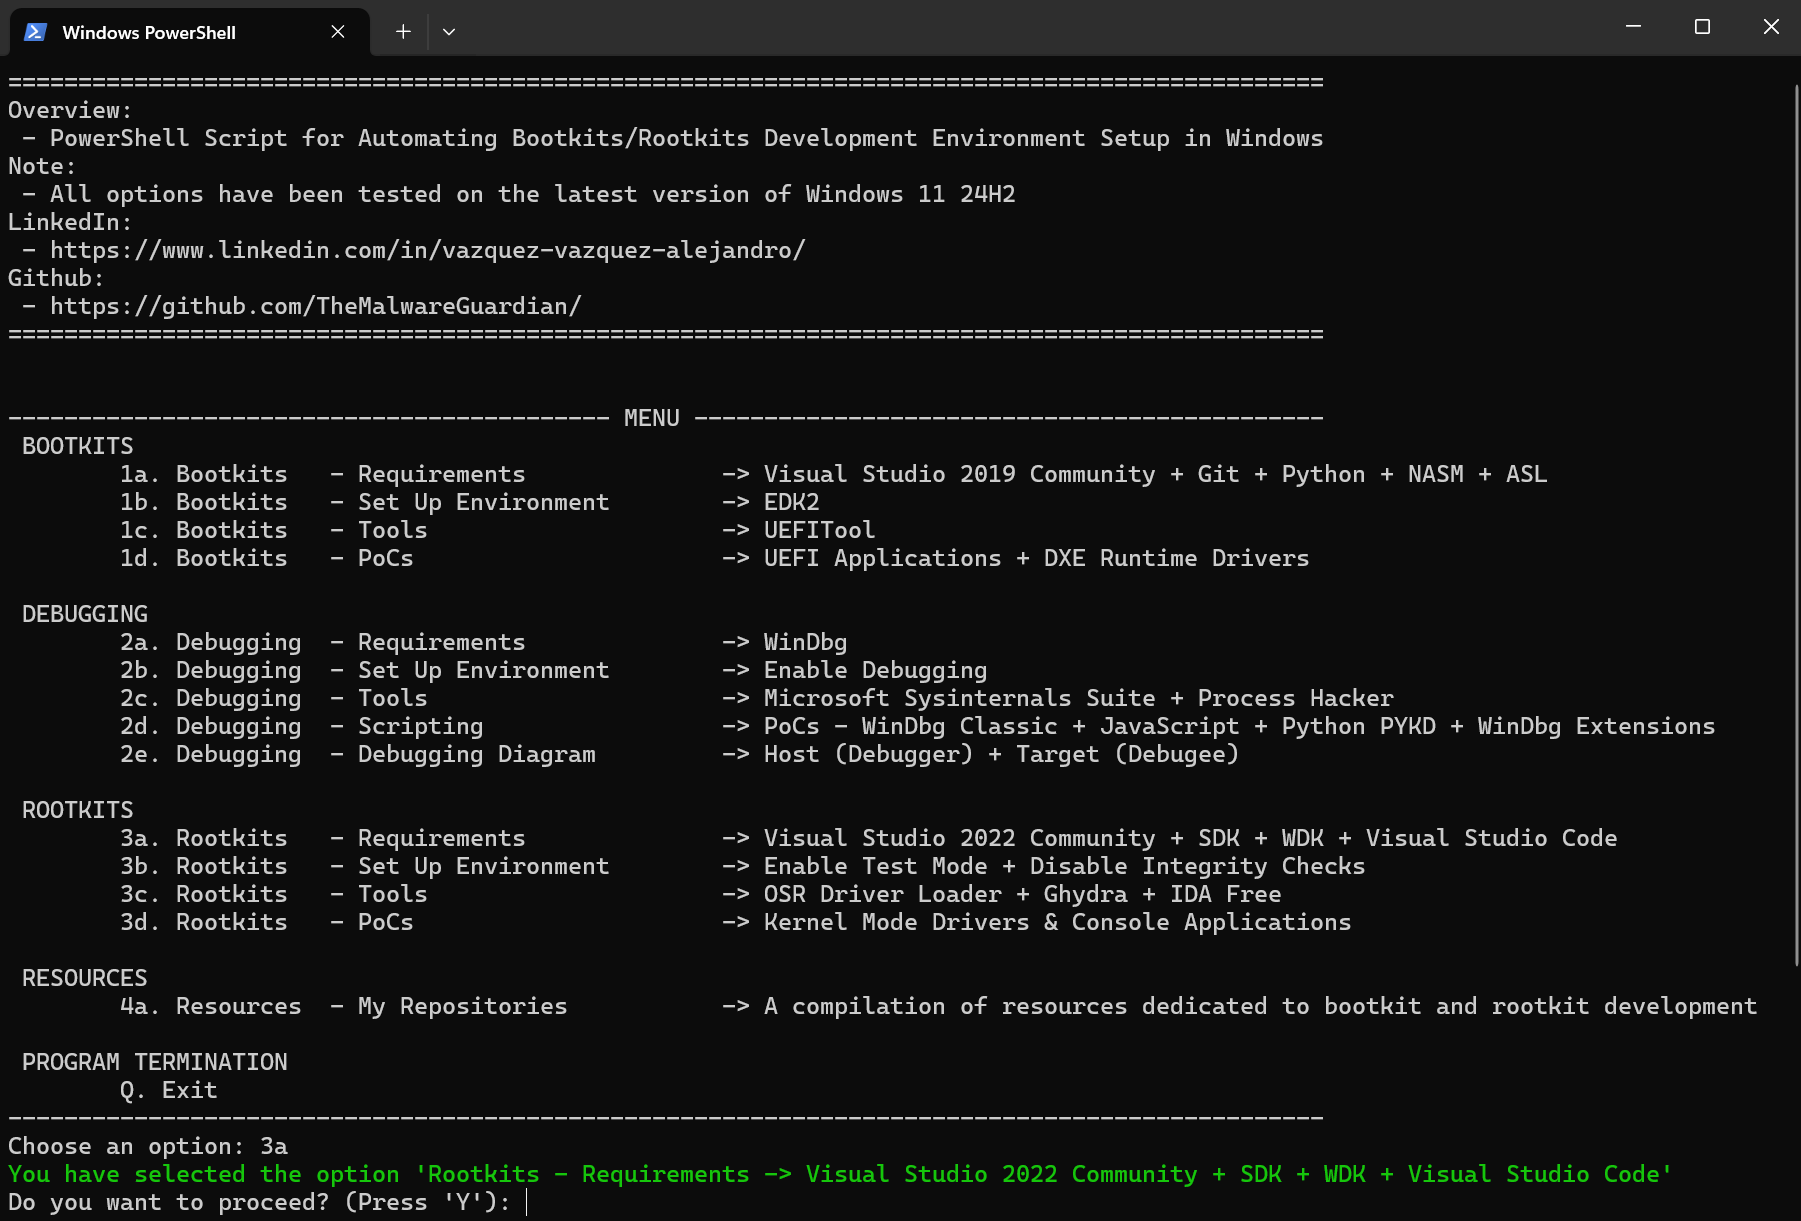 Windows PowerShell
==============================================================================================
Overview:
 - PowerShell Script for Automating Bootkits/Rootkits Development Environment Setup in Windows
Note:
 - All options have been tested on the latest version of Windows 11 24H2
LinkedIn:
 - https://www.linkedin.com/in/vazquez-vazquez-alejandro/
Github:
 - https://github.com/TheMalwareGuardian/
==============================================================================================
------------------------------------------- MENU ---------------------------------------------
 BOOTKITS
        1a. Bootkits   - Requirements              -> Visual Studio 2019 Community + Git + Python + NASM + ASL
        1b. Bootkits   - Set Up Environment        -> EDK2
        1c. Bootkits   - Tools                     -> UEFITool
        1d. Bootkits   - PoCs                      -> UEFI Applications + DXE Runtime Drivers
 DEBUGGING
        2a. Debugging  - Requirements              -> WinDbg
        2b. Debugging  - Set Up Environment        -> Enable Debugging
        2c. Debugging  - Tools                     -> Microsoft Sysinternals Suite + Process Hacker
        2d. Debugging  - Scripting                 -> PoCs - WinDbg Classic + JavaScript + Python PYKD + WinDbg Extensions
        2e. Debugging  - Debugging Diagram         -> Host (Debugger) + Target (Debugee)
 ROOTKITS
        3a. Rootkits   - Requirements              -> Visual Studio 2022 Community + SDK + WDK + Visual Studio Code
        3b. Rootkits   - Set Up Environment        -> Enable Test Mode + Disable Integrity Checks
        3c. Rootkits   - Tools                     -> OSR Driver Loader + Ghydra + IDA Free
        3d. Rootkits   - PoCs                      -> Kernel Mode Drivers & Console Applications
 RESOURCES
        4a. Resources  - My Repositories           -> A compilation of resources dedicated to bootkit and rootkit development
 PROGRAM TERMINATION
        Q. Exit
----------------------------------------------------------------------------------------------
Choose an option: 3a
You have selected the option 'Rootkits - Requirements -> Visual Studio 2022 Community + SDK + WDK + Visual Studio Code'
Do you want to proceed? (Press 'Y'):